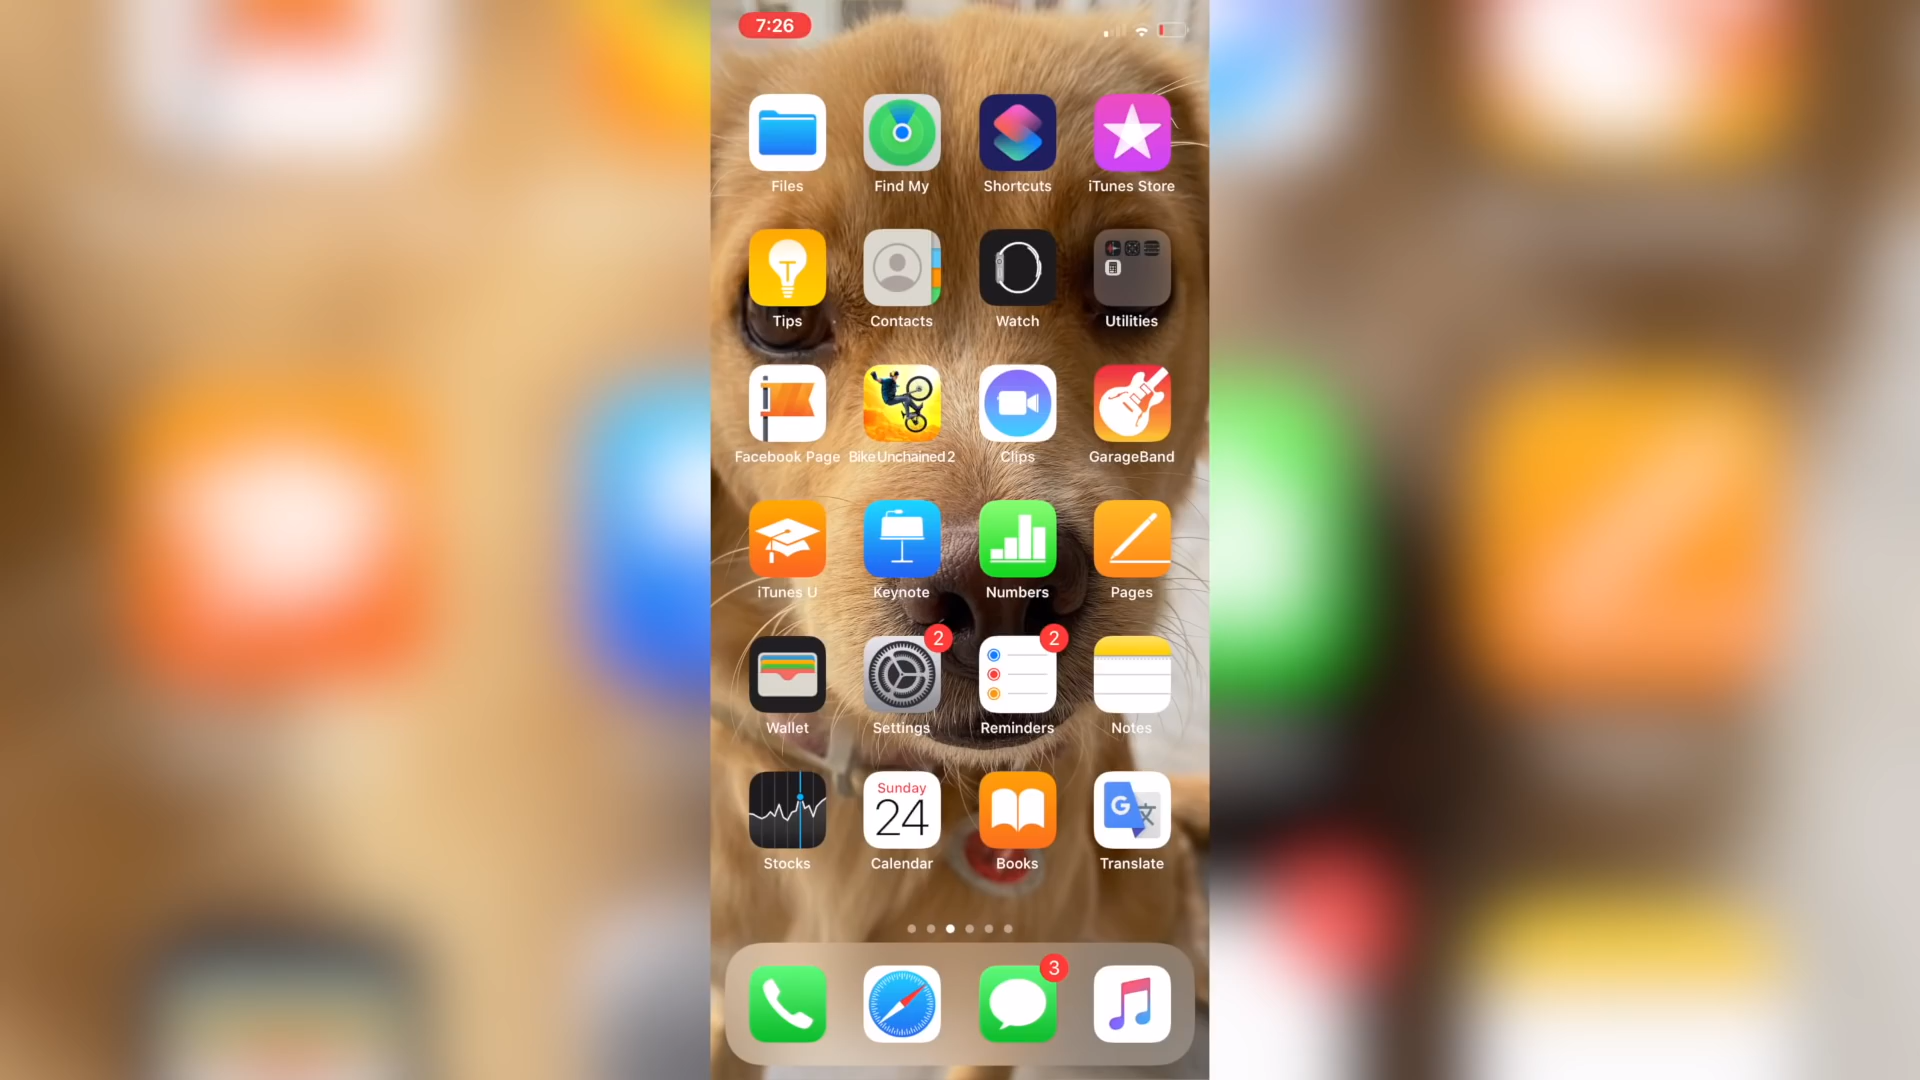 7:26
Files Find My Shortcuts iTunes Store
Tips Contacts Watch Utilities
Facebook Page BikeUnchained2 Clips GarageBand
iTunes U Keynote Numbers Pages
2 2
Wallet Settings Reminders Notes
Sunday
24
G 文
Stocks Calendar Books Translate
3